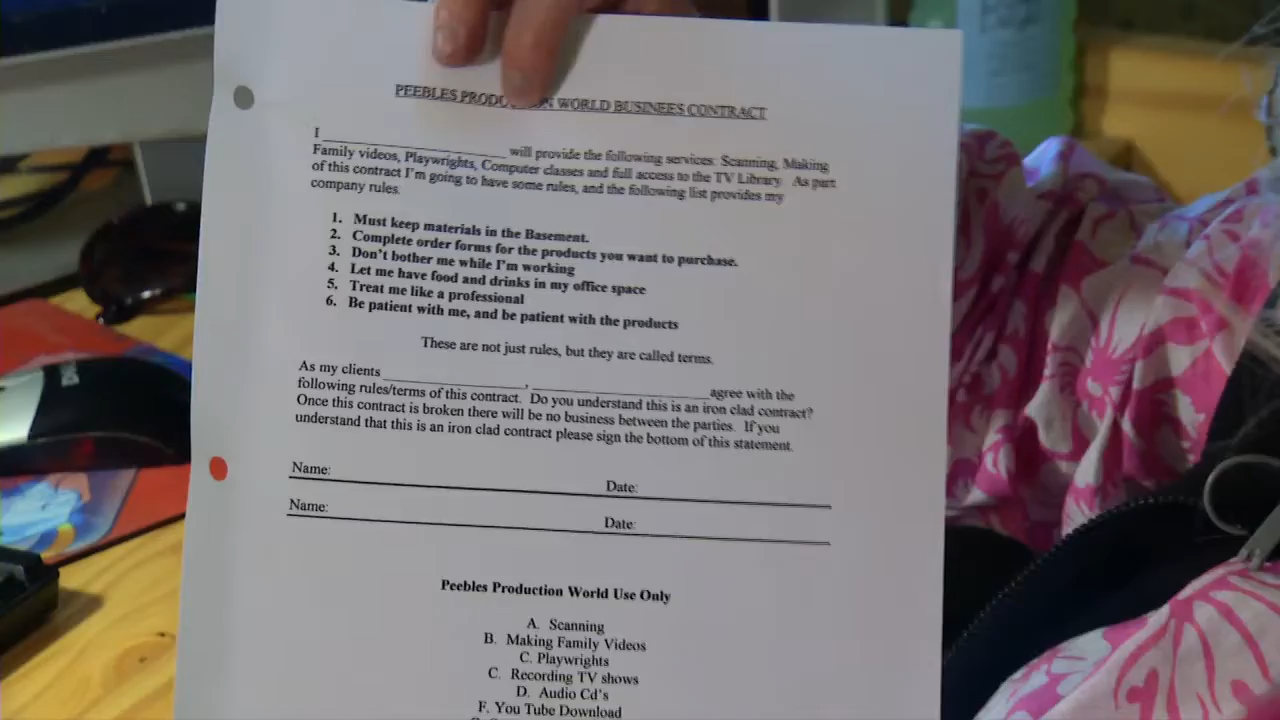 PEEBLES PRODUCTION WORLD BUSINEES CONTRACT
I ____________________ will provide the following services: Scanning, Making
Family videos, Playwrights, Computer classes and full access to the TV Library. As part
of this contract I'm going to have some rules, and the following list provides my
company rules.
1. Must keep materials in the Basement.
2. Complete order forms for the products you want to purchase.
3. Don't bother me while I'm working
4. Let me have food and drinks in my office space
5. Treat me like a professional
6. Be patient with me, and be patient with the products
These are not just rules, but they are called terms.
As my clients ____________________, ____________________ agree with the
following rules/terms of this contract. Do you understand this is an iron clad contract?
Once this contract is broken there will be no business between the parties. If you
understand that this is an iron clad contract please sign the bottom of this statement.
Name: Date:
Name: Date:
Peebles Production World Use Only
A. Scanning
B. Making Family Videos
C. Playwrights
C. Recording TV shows
D. Audio Cd's
F. You Tube Download